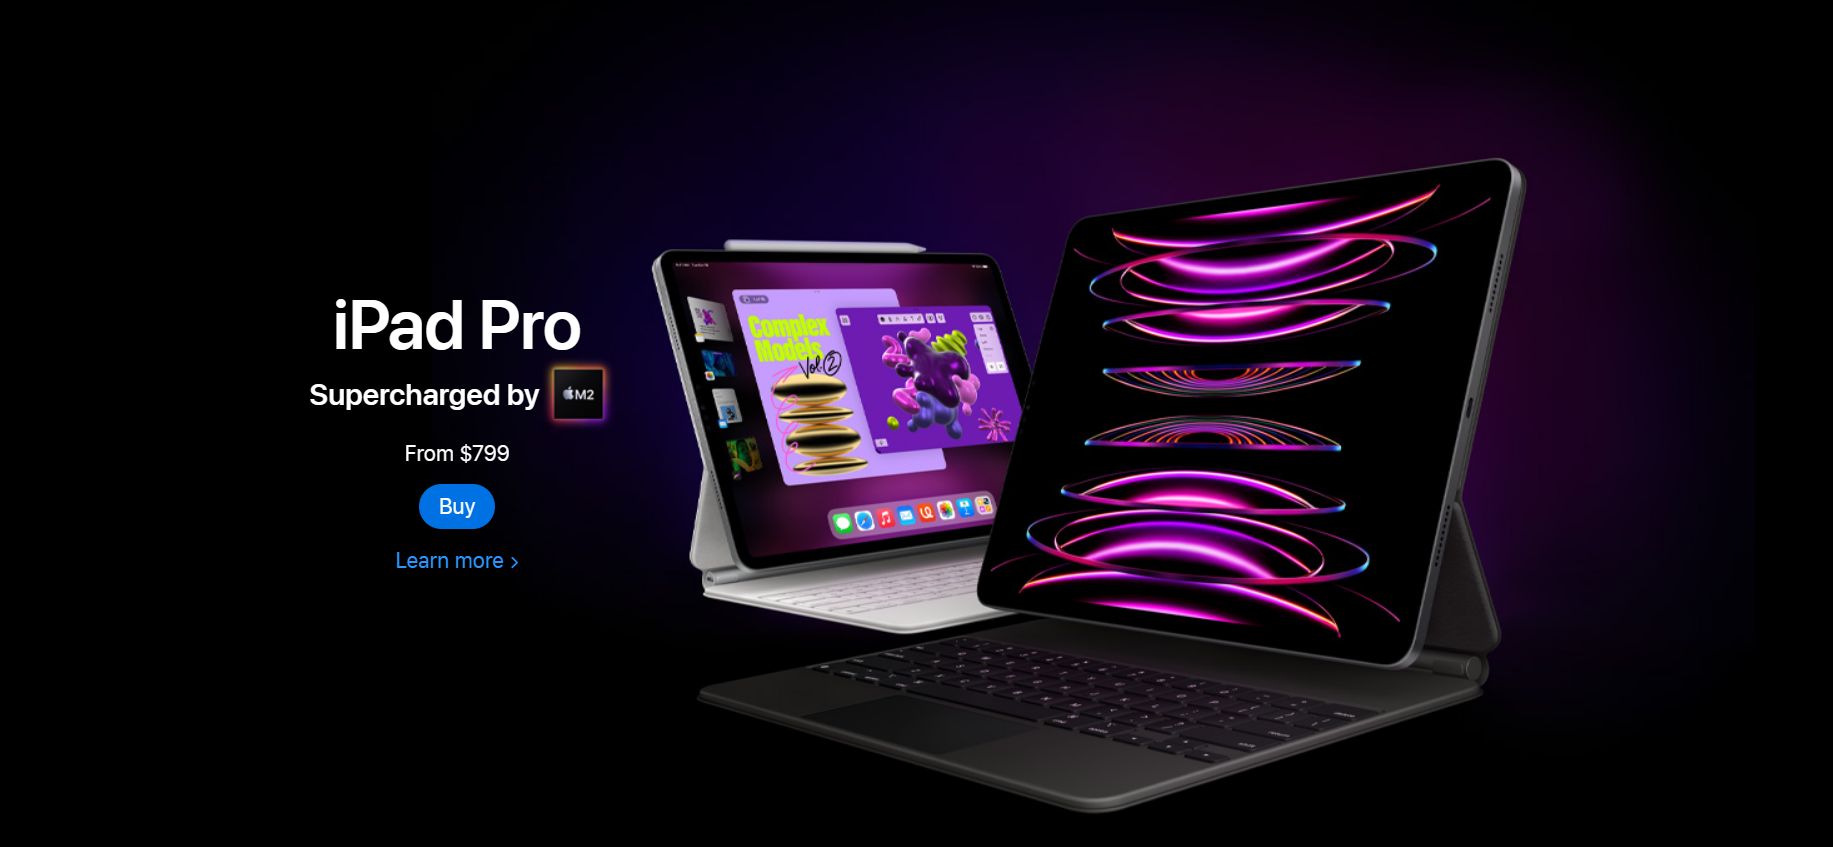 iPad Pro
Supercharged by M2
From $799
Buy
Learn more >
Complex
Models
Vol. 2